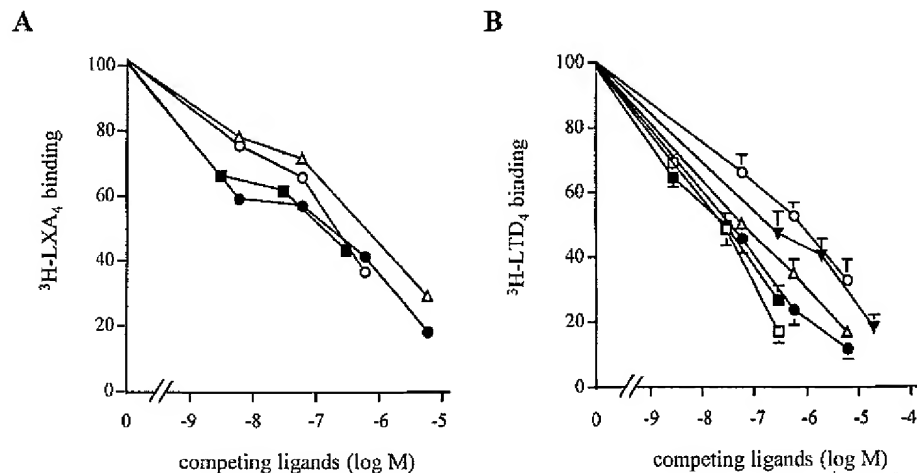 A
B
³H-LXA₄ binding
100
80
60
40
20
0
0 -9 -8 -7 -6 -5
competing ligands (log M)
³H-LTD₄ binding
100
80
60
40
20
0
0 -9 -8 -7 -6 -5 -4
competing ligands (log M)